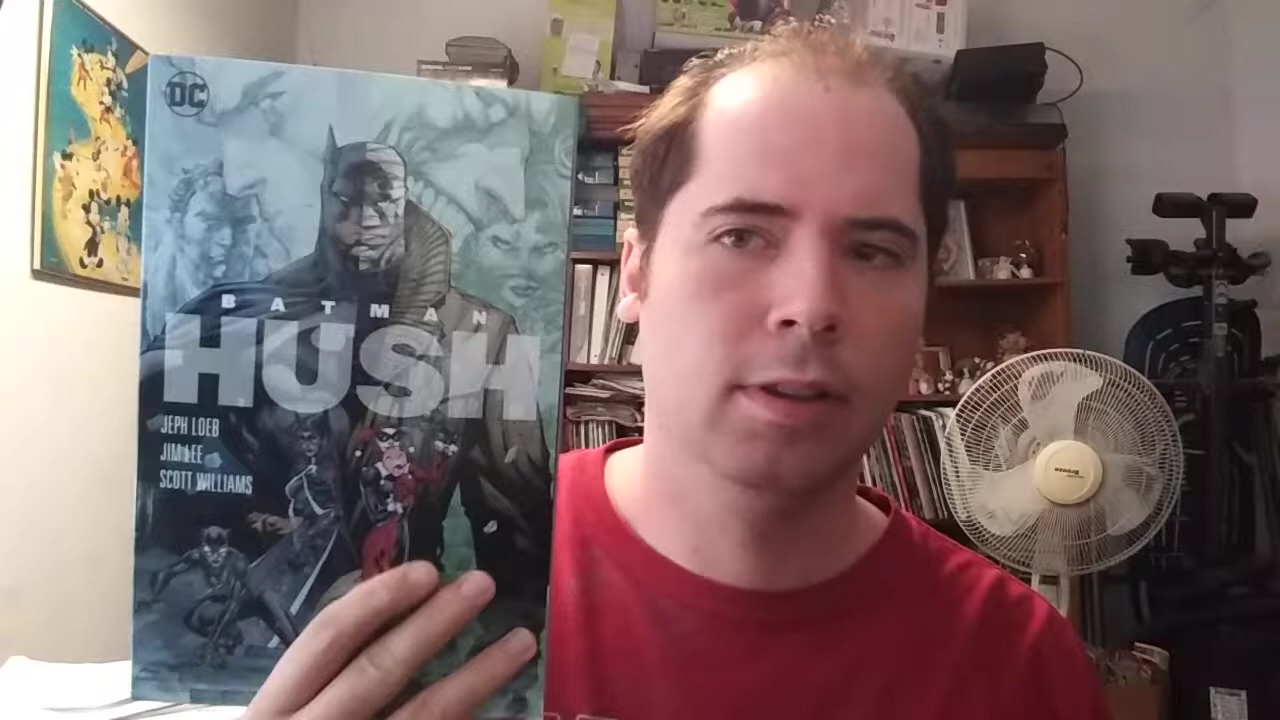 DC
BATMAN
HUSH
JEPH LOEB
JIM LEE
SCOTT WILLIAMS